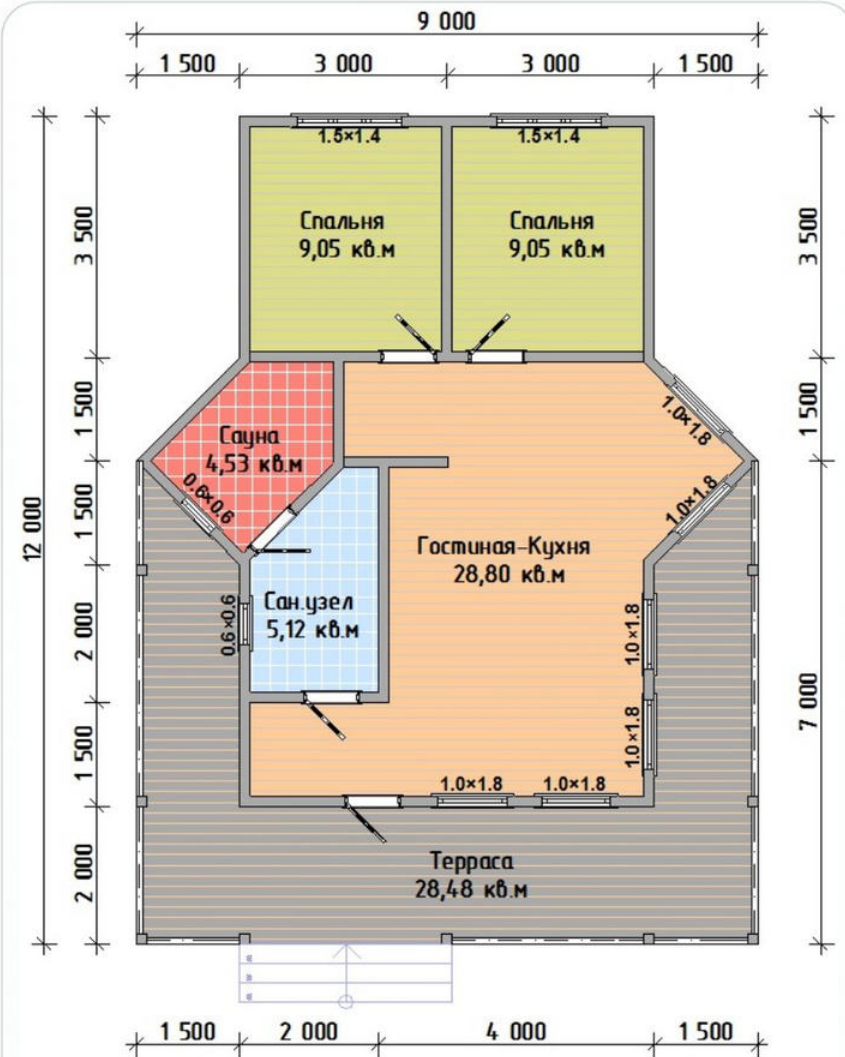 9 000
1 500
3 000
3 000
1 500
1.5×1.4
1.5×1.4
3 500
3 500
Спальня
9,05 кв.м
Спальня
9,05 кв.м
1 500
1 500
1.0×1.8
Сауна
4,53 кв.м
0.6×0.6
1.0×1.8
12 000
1 500
Гостиная-Кухня
28,80 кв.м
Сан.узел
5,12 кв.м
0.6×0.6
2 000
1.0×1.8
7 000
1.0×1.8
1 500
1.0×1.8
1.0×1.8
Терраса
28,48 кв.м
2 000
1 500
2 000
4 000
1 500